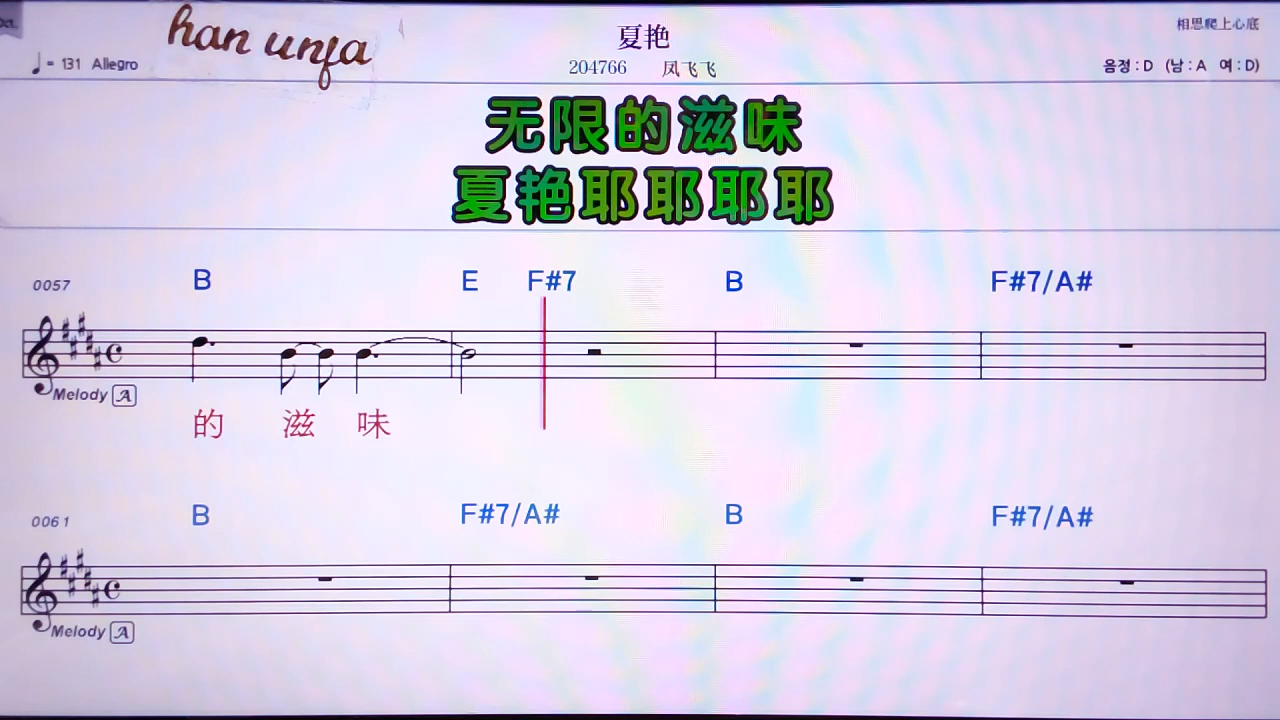 han unfa
夏艳
相思爬上心底
♩= 131 Allegro
204766 凤飞飞
음정 : D (남 : A 여 : D)
无限的滋味
夏艳耶耶耶耶
0057
B E F#7 B F#7/A#
Melody A
的 滋 味
0061
B F#7/A# B F#7/A#
Melody A